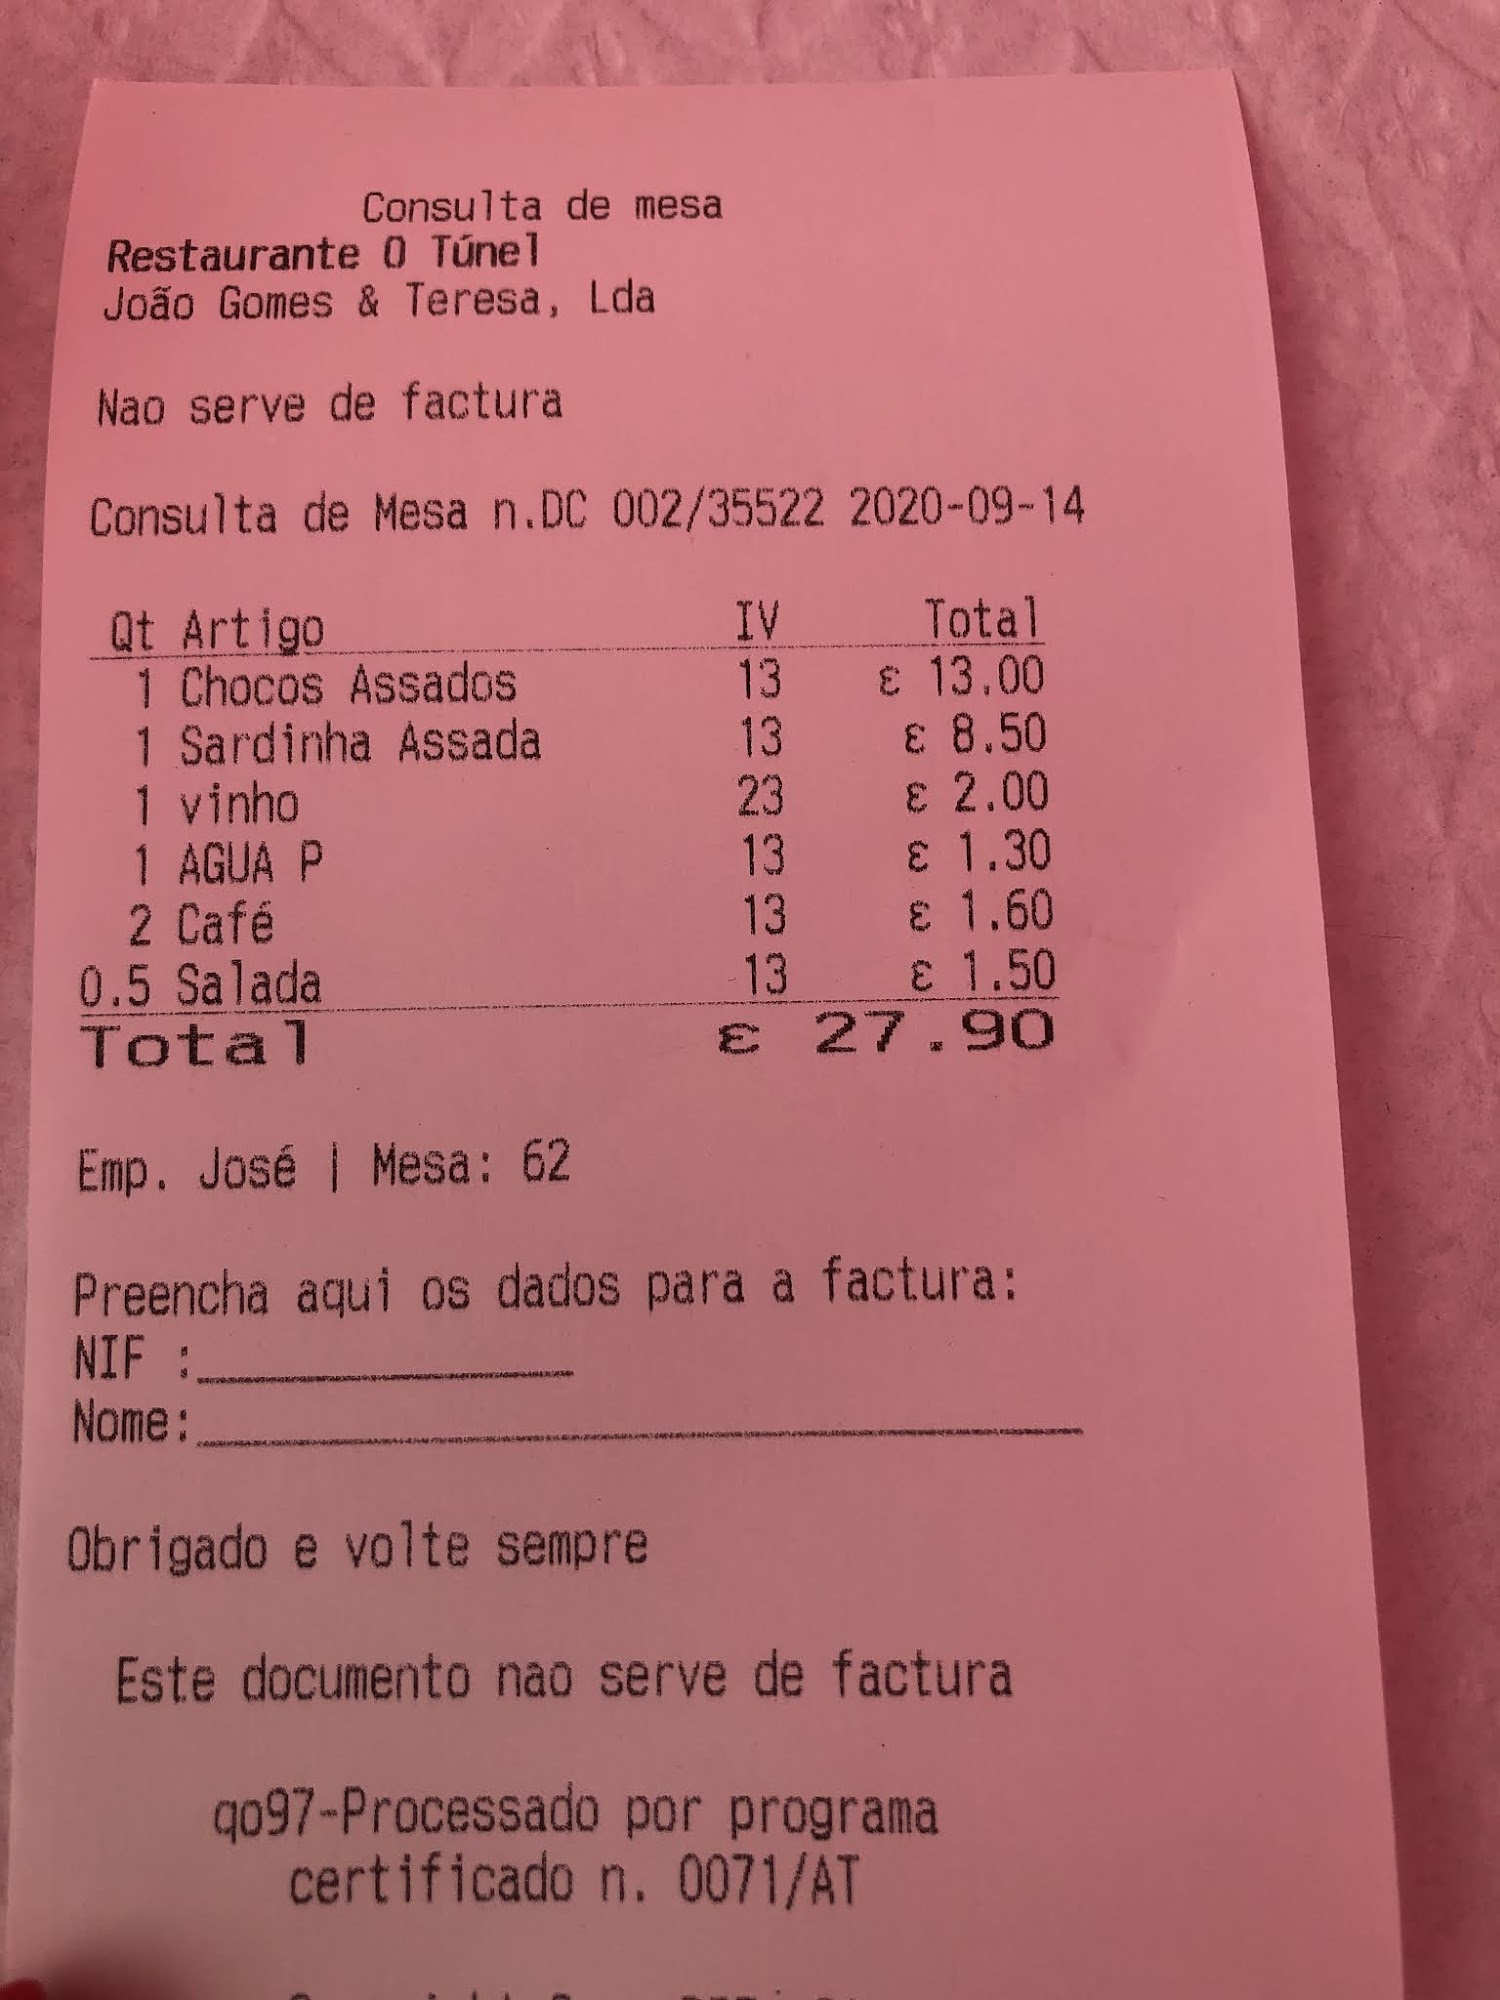 Consulta de mesa
Restaurante O Túnel
João Gomes & Teresa, Lda
Nao serve de factura
Consulta de Mesa n.DC 002/35522 2020-09-14
Qt Artigo IV Total
1 Chocos Assados 13 € 13.00
1 Sardinha Assada 13 € 8.50
1 vinho 23 € 2.00
1 AGUA P 13 € 1.30
2 Café 13 € 1.60
0.5 Salada 13 € 1.50
Total € 27.90
Emp. José | Mesa: 62
Preencha aqui os dados para a factura:
NIF :
Nome:
Obrigado e volte sempre
Este documento nao serve de factura
qo97-Processado por programa
certificado n. 0071/AT